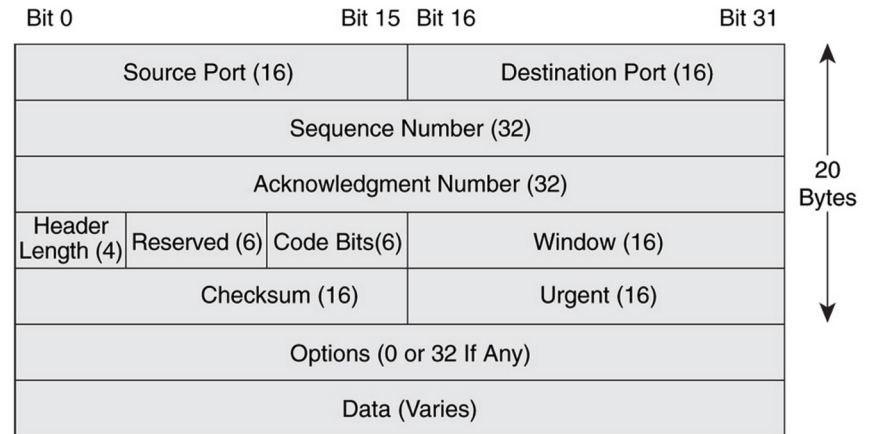 Bit 0 Bit 15 Bit 16 Bit 31
Source Port (16) Destination Port (16)
Sequence Number (32)
Acknowledgment Number (32)
20
Bytes
Header
Length (4) Reserved (6) Code Bits(6) Window (16)
Checksum (16) Urgent (16)
Options (0 or 32 If Any)
Data (Varies)